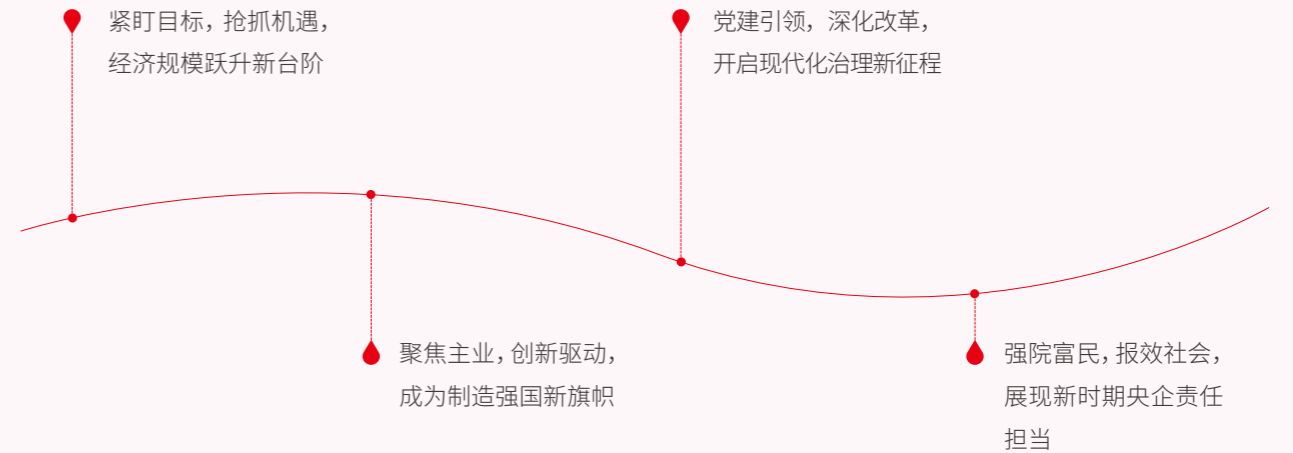 紧盯目标，抢抓机遇，
经济规模跃升新台阶
聚焦主业，创新驱动，
成为制造强国新旗帜
党建引领，深化改革，
开启现代化治理新征程
强院富民，报效社会，
展现新时期央企责任
担当